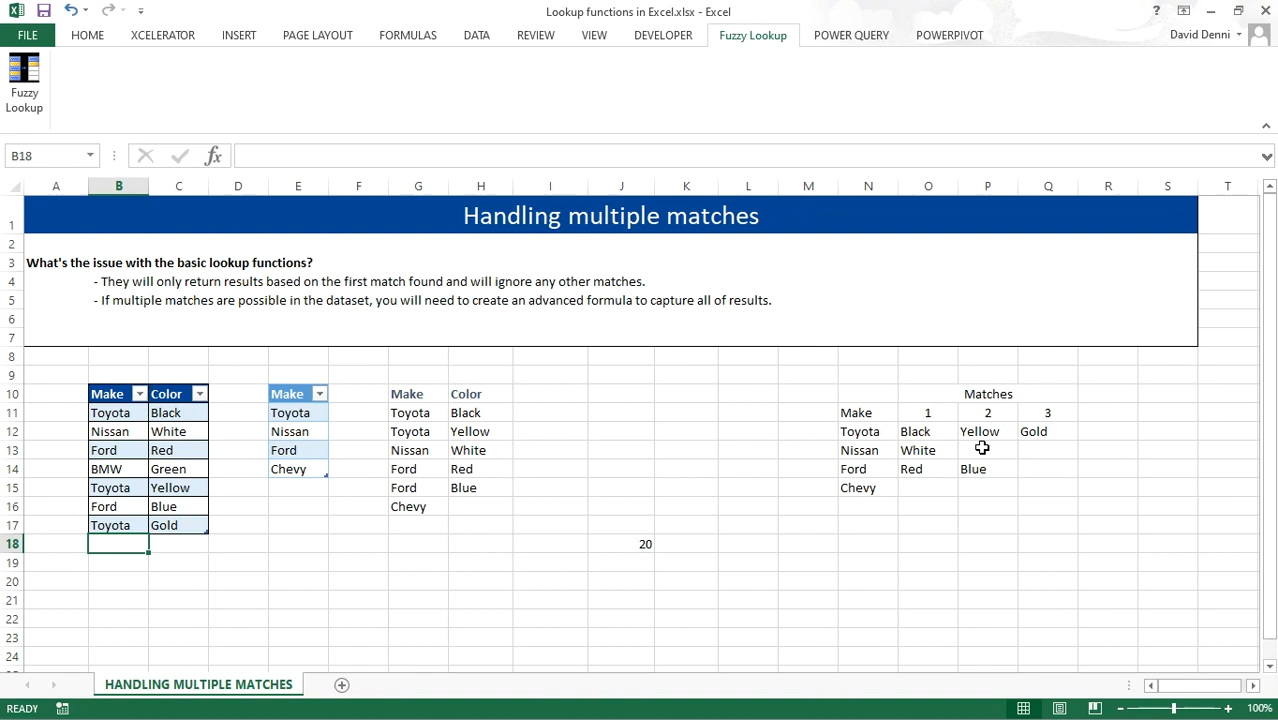 Lookup functions in Excel.xlsx - Excel
FILE HOME XCELERATOR INSERT PAGE LAYOUT FORMULAS DATA REVIEW VIEW DEVELOPER Fuzzy Lookup POWER QUERY POWERPIVOT David Denni
Fuzzy
Lookup
B18 fx
A B C D E F G H I J K L M N O P Q R S T
1 Handling multiple matches
2
3 What's the issue with the basic lookup functions?
4 - They will only return results based on the first match found and will ignore any other matches.
5 - If multiple matches are possible in the dataset, you will need to create an advanced formula to capture all of results.
6
7
8
9
10 Make Color Make Make Color Matches
11 Toyota Black Toyota Toyota Black Make 1 2 3
12 Nissan White Nissan Toyota Yellow Toyota Black Yellow Gold
13 Ford Red Ford Nissan White Nissan White
14 BMW Green Chevy Ford Red Ford Red Blue
15 Toyota Yellow Ford Blue Chevy
16 Ford Blue Chevy
17 Toyota Gold
18 20
19
20
21
22
23
24
HANDLING MULTIPLE MATCHES
READY 100%